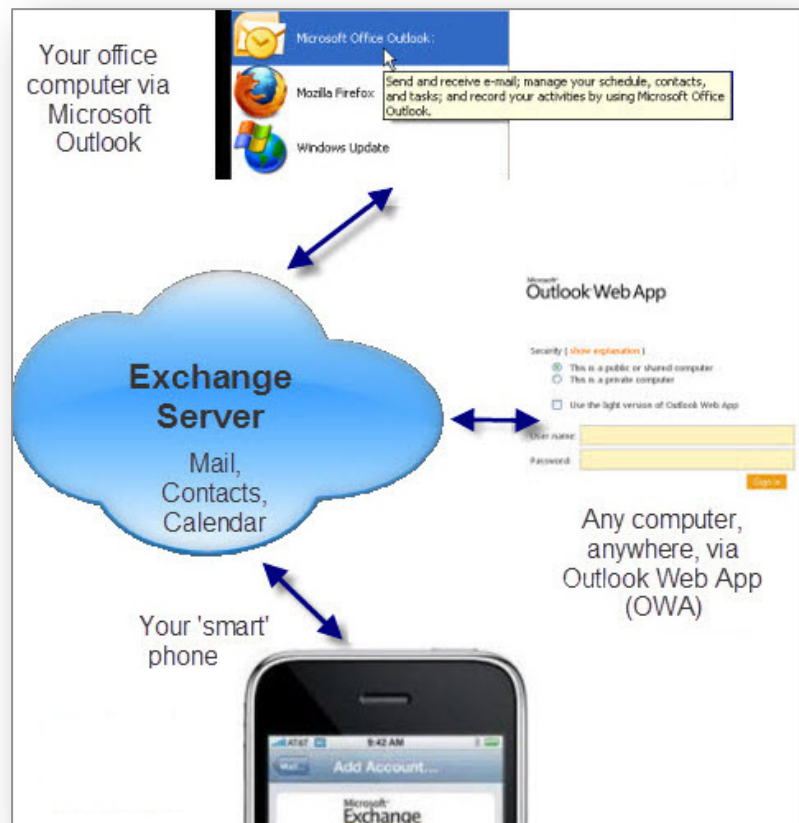 Your office
computer via
Microsoft
Outlook
Microsoft Office Outlook:
Send and receive e-mail; manage your schedule, contacts,
and tasks; and record your activities by using Microsoft Office
Outlook.
Mozilla Firefox
Windows Update
Microsoft
Outlook Web App
Security ( show explanation )
This is a public or shared computer
This is a private computer
Use the light version of Outlook Web App
User name:
Password:
Sign in
Exchange
Server
Mail,
Contacts,
Calendar
Any computer,
anywhere, via
Outlook Web App
(OWA)
Your 'smart'
phone
AT&T
9:42 AM
Mail...
Add Account...
Microsoft
Exchange